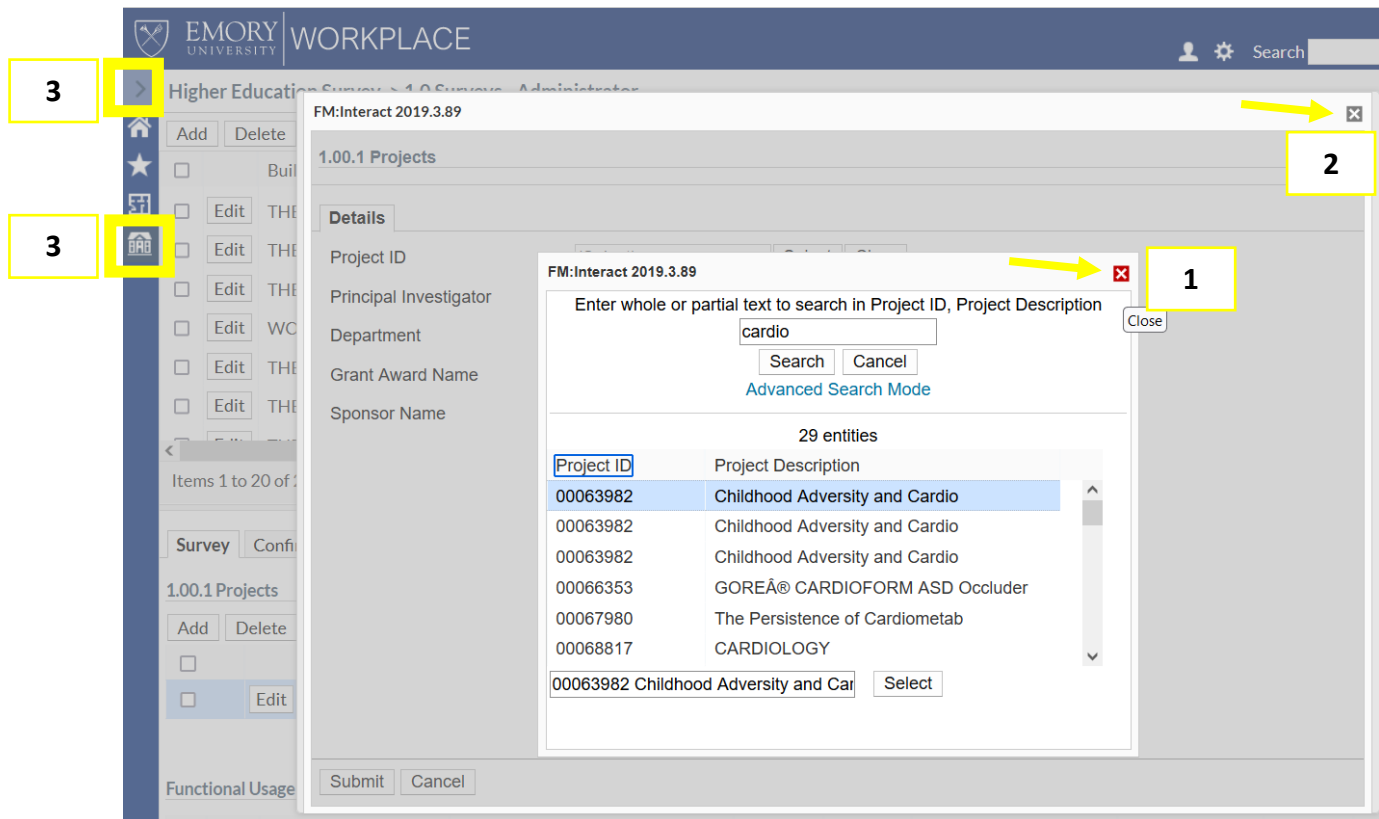 EMORY
UNIVERSITY
WORKPLACE
Search
3
Higher Education Survey > 1.0 Surveys - Administrator
FM:Interact 2019.3.89
Add Delete
1.00.1 Projects
2
Buil
Edit THE
Details
3
Edit THE
Project ID
FM:Interact 2019.3.89
1
Edit THE
Principal Investigator
Enter whole or partial text to search in Project ID, Project Description
Close
Edit WO
Department
cardio
Edit THE
Grant Award Name
Search Cancel
Edit THE
Sponsor Name
Advanced Search Mode
29 entities
Items 1 to 20 of
Project ID Project Description
00063982 Childhood Adversity and Cardio
00063982 Childhood Adversity and Cardio
00063982 Childhood Adversity and Cardio
00066353 GOREÂ® CARDIOFORM ASD Occluder
00067980 The Persistence of Cardiometab
00068817 CARDIOLOGY
00063982 Childhood Adversity and Car Select
Survey Confi
1.00.1 Projects
Add Delete
Edit
Functional Usage
Submit Cancel